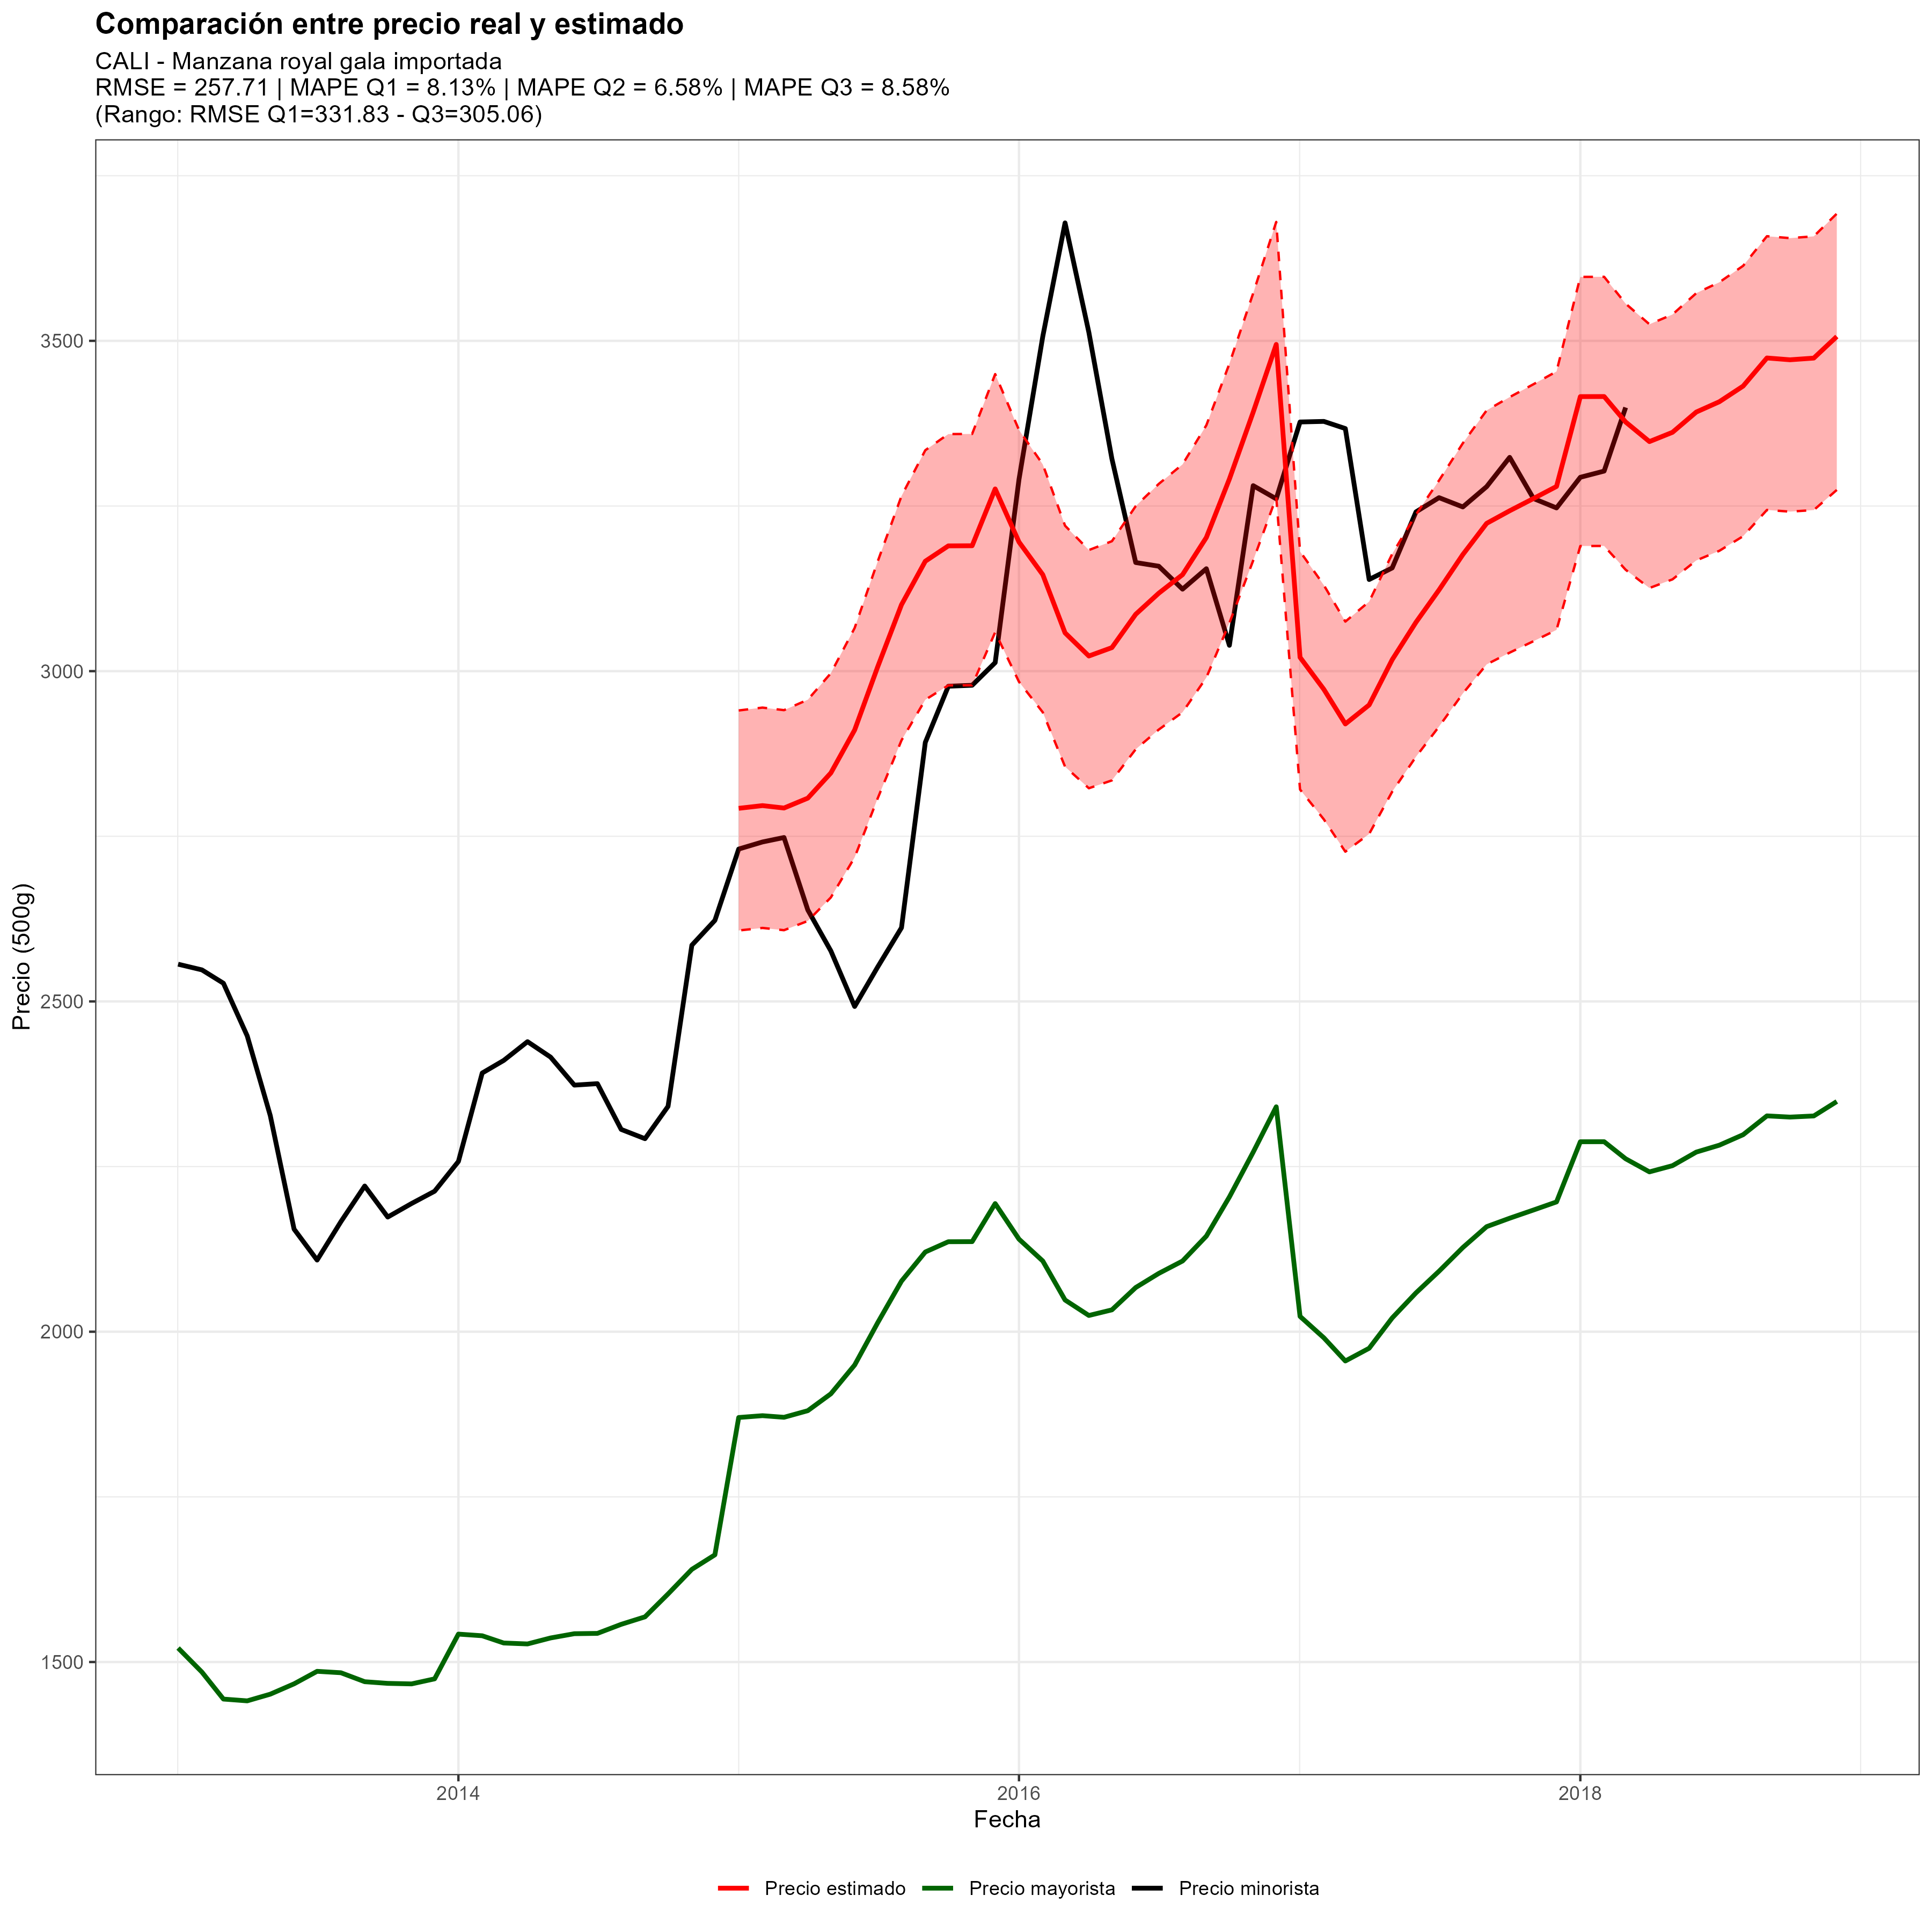 Comparación entre precio real y estimado
CALI - Manzana royal gala importada
RMSE = 257.71 | MAPE Q1 = 8.13% | MAPE Q2 = 6.58% | MAPE Q3 = 8.58%
(Rango: RMSE Q1=331.83 - Q3=305.06)
Precio (500g)
3500
3000
2500
2000
1500
2014
2016
2018
Fecha
Precio estimado
Precio mayorista
Precio minorista